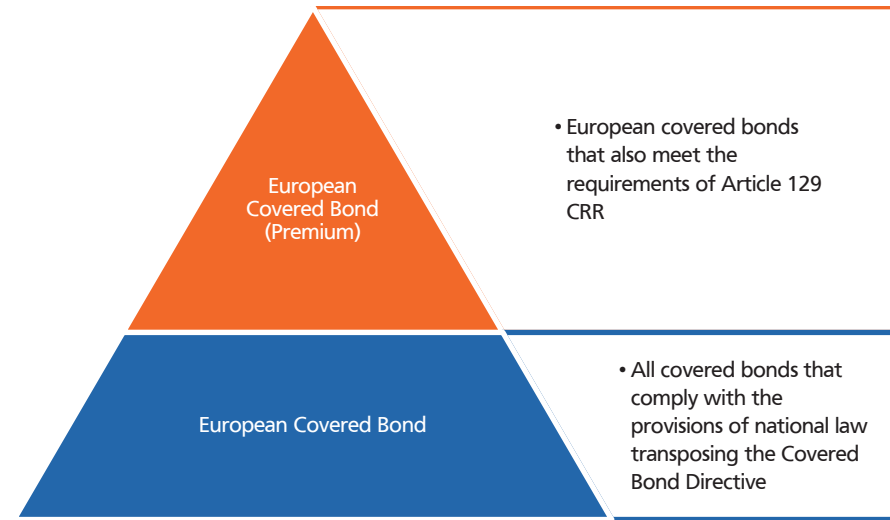 European
Covered Bond
(Premium)
• European covered bonds
that also meet the
requirements of Article 129
CRR
European Covered Bond
• All covered bonds that
comply with the
provisions of national law
transposing the Covered
Bond Directive